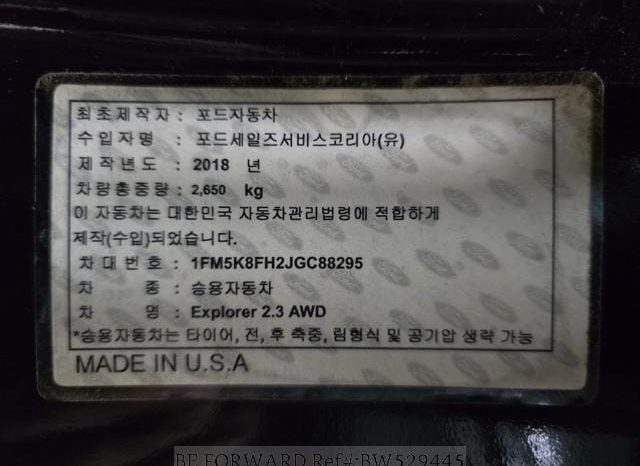 최초제작자 : 포드자동차
수입자명 : 포드세일즈서비스코리아(유)
제작년도 : 2018 년
차량총중량 : 2,650 kg
이 자동차는 대한민국 자동차관리법령에 적합하게
제작(수입)되었습니다.
차대번호 : 1FM5K8FH2JGC88295
차 종 : 승용자동차
차 명 : Explorer 2.3 AWD
*승용자동차는 타이어, 전, 후 축중, 림형식 및 공기압 생략 가능
MADE IN U.S.A
BE FORWARD Ref#:BW529445